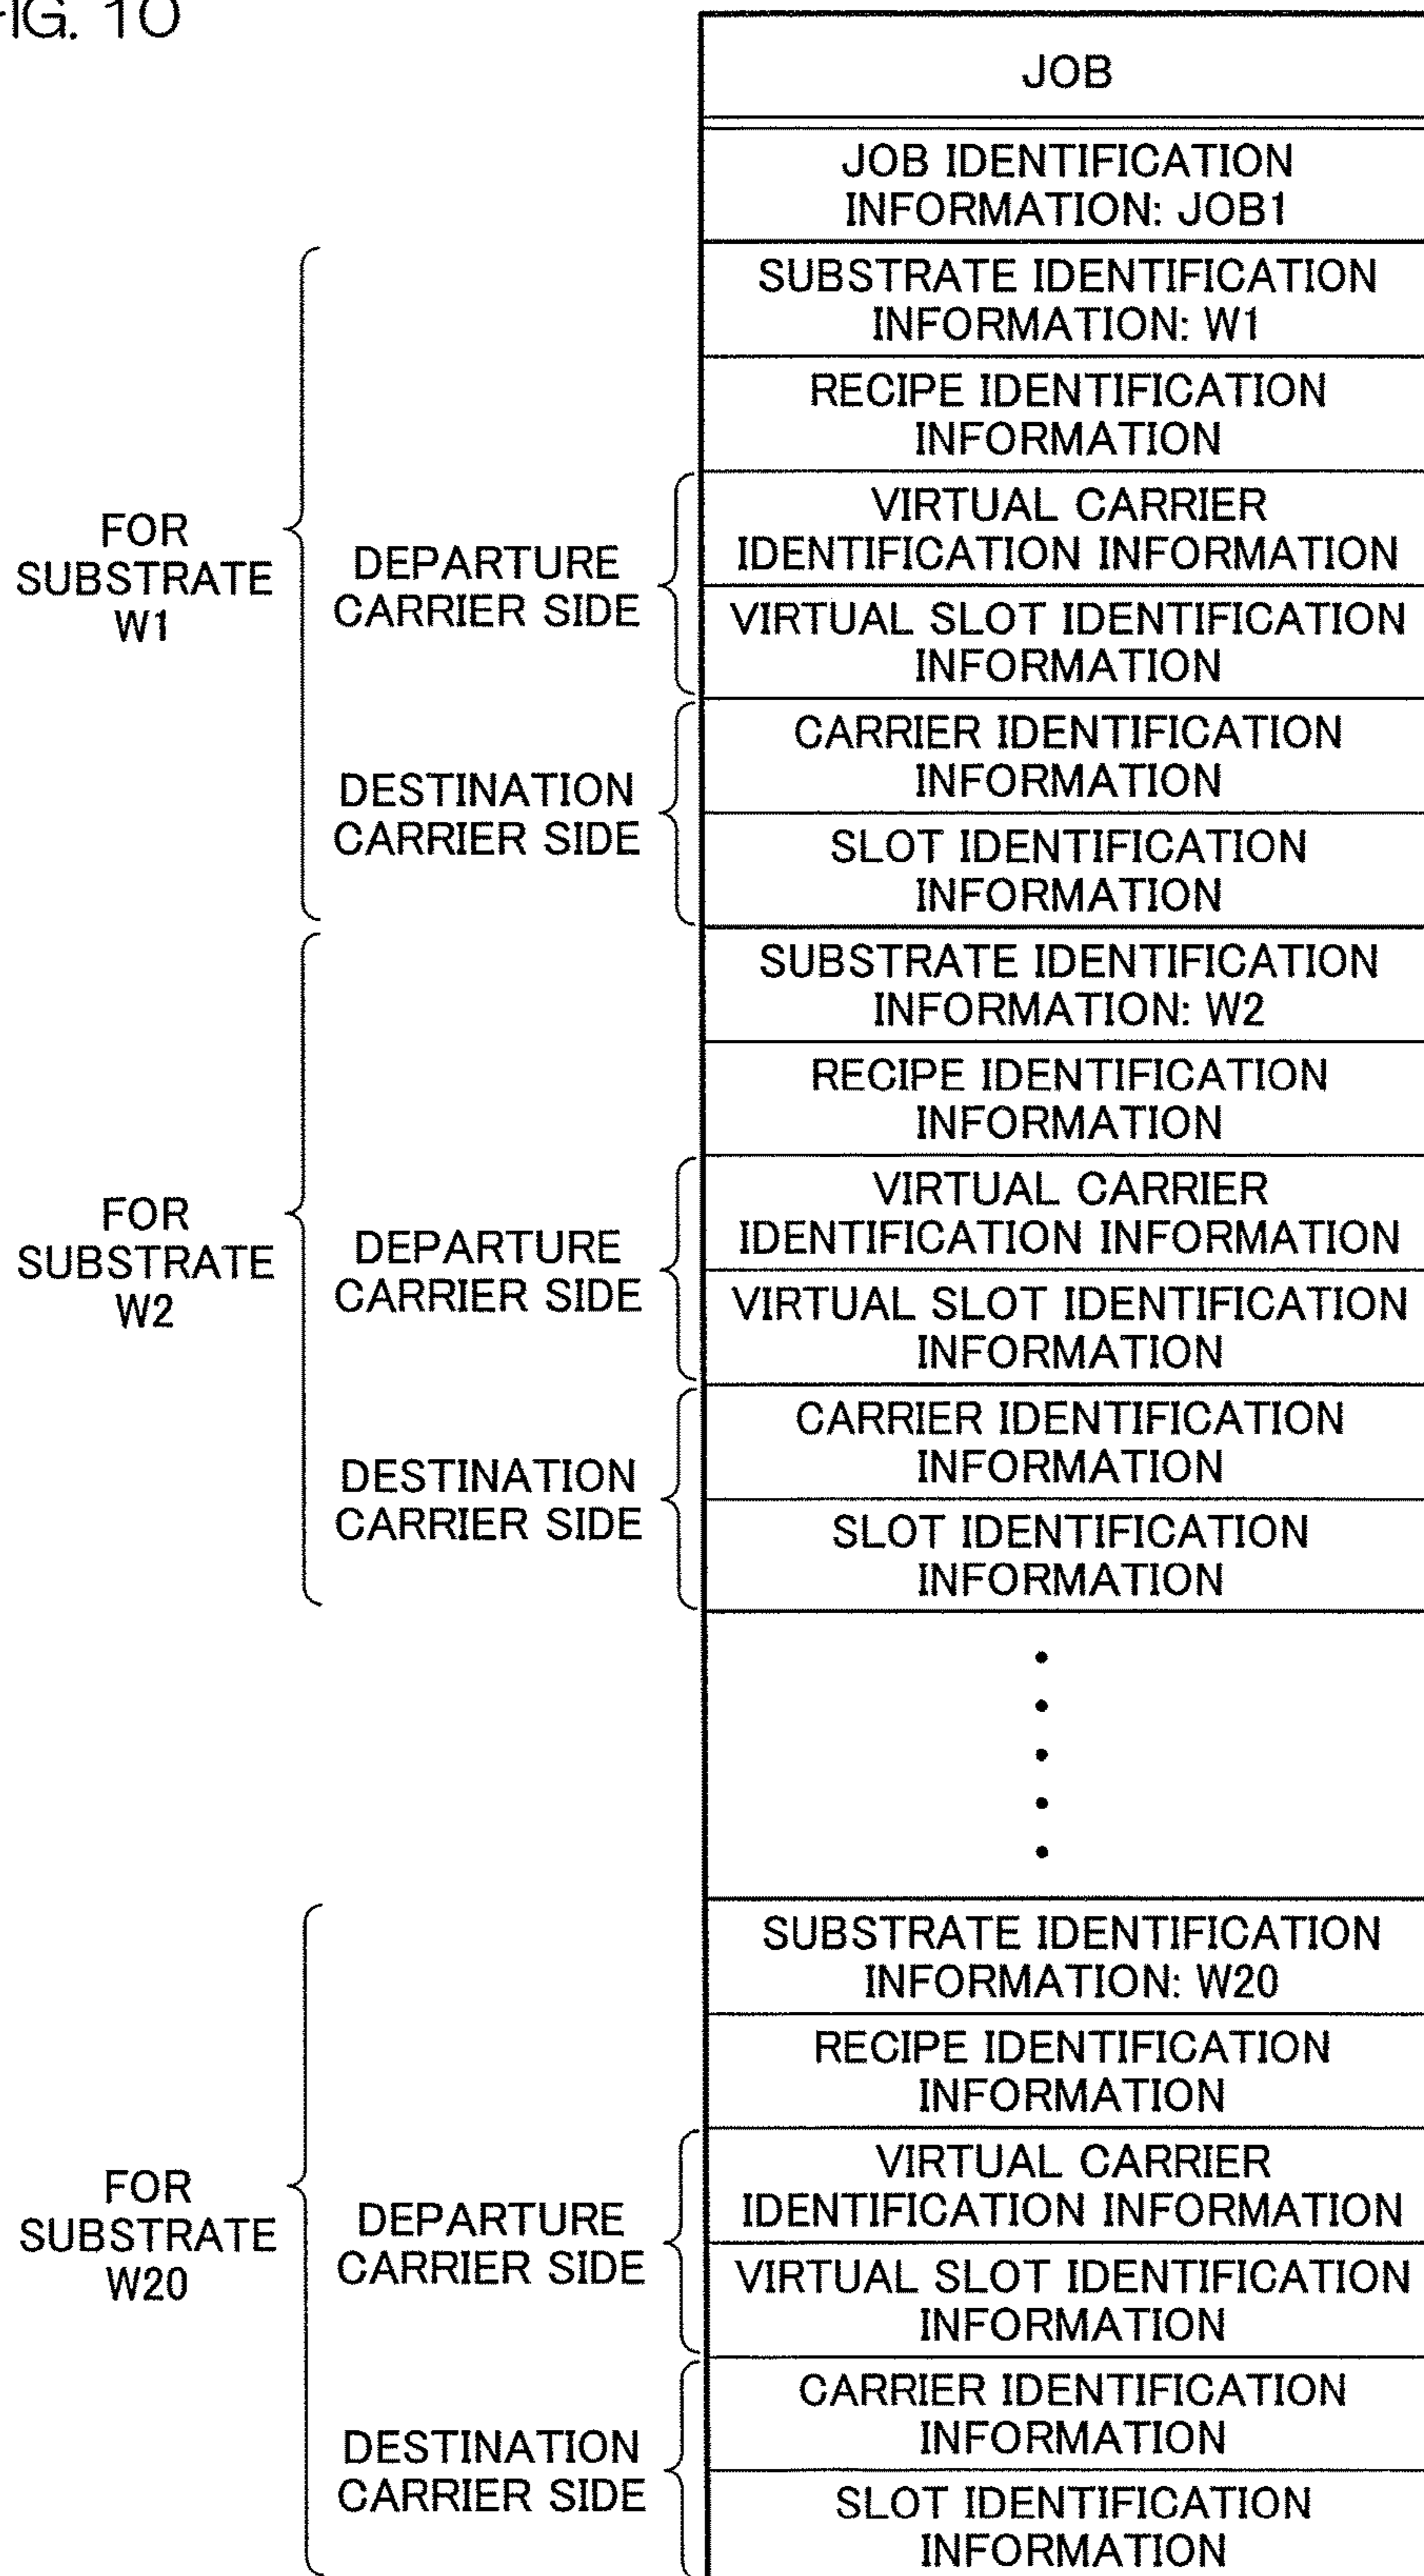 FIG. 10
JOB
JOB IDENTIFICATION
INFORMATION: JOB1
FOR
SUBSTRATE
W1
SUBSTRATE IDENTIFICATION
INFORMATION: W1
RECIPE IDENTIFICATION
INFORMATION
DEPARTURE
CARRIER SIDE
VIRTUAL CARRIER
IDENTIFICATION INFORMATION
VIRTUAL SLOT IDENTIFICATION
INFORMATION
DESTINATION
CARRIER SIDE
CARRIER IDENTIFICATION
INFORMATION
SLOT IDENTIFICATION
INFORMATION
FOR
SUBSTRATE
W2
SUBSTRATE IDENTIFICATION
INFORMATION: W2
RECIPE IDENTIFICATION
INFORMATION
DEPARTURE
CARRIER SIDE
VIRTUAL CARRIER
IDENTIFICATION INFORMATION
VIRTUAL SLOT IDENTIFICATION
INFORMATION
DESTINATION
CARRIER SIDE
CARRIER IDENTIFICATION
INFORMATION
SLOT IDENTIFICATION
INFORMATION
FOR
SUBSTRATE
W20
SUBSTRATE IDENTIFICATION
INFORMATION: W20
RECIPE IDENTIFICATION
INFORMATION
DEPARTURE
CARRIER SIDE
VIRTUAL CARRIER
IDENTIFICATION INFORMATION
VIRTUAL SLOT IDENTIFICATION
INFORMATION
DESTINATION
CARRIER SIDE
CARRIER IDENTIFICATION
INFORMATION
SLOT IDENTIFICATION
INFORMATION